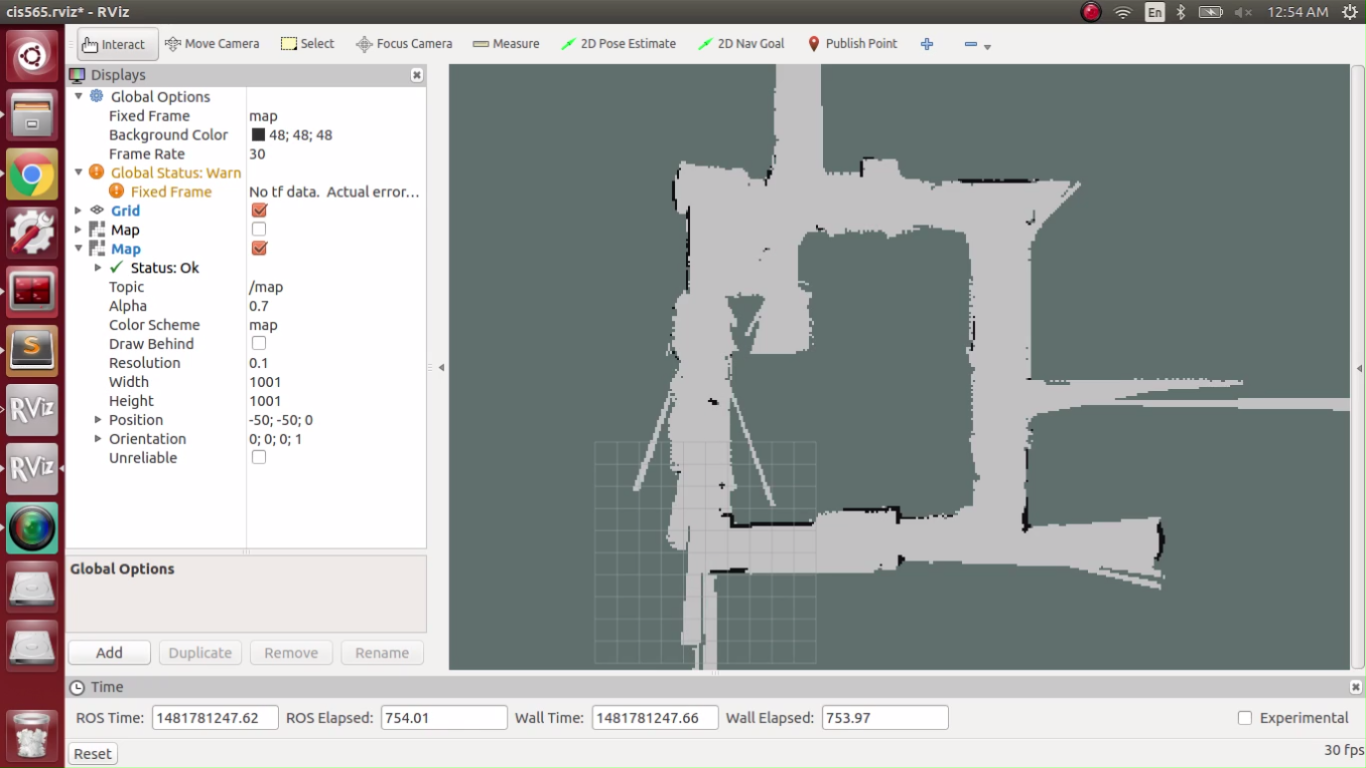 cis565.rviz* - RViz
En
12:54 AM
Interact
Move Camera
Select
Focus Camera
Measure
2D Pose Estimate
2D Nav Goal
Publish Point
Displays
Global Options
Fixed Frame map
Background Color 48; 48; 48
Frame Rate 30
Global Status: Warn
Fixed Frame No tf data. Actual error...
Grid
Map
Map
Status: Ok
Topic /map
Alpha 0.7
Color Scheme map
Draw Behind
Resolution 0.1
Width 1001
Height 1001
Position -50; -50; 0
Orientation 0; 0; 0; 1
Unreliable
S
RViz
RViz
Global Options
Add Duplicate Remove Rename
Time
ROS Time: 1481781247.62 ROS Elapsed: 754.01 Wall Time: 1481781247.66 Wall Elapsed: 753.97 Experimental
Reset
30 fps